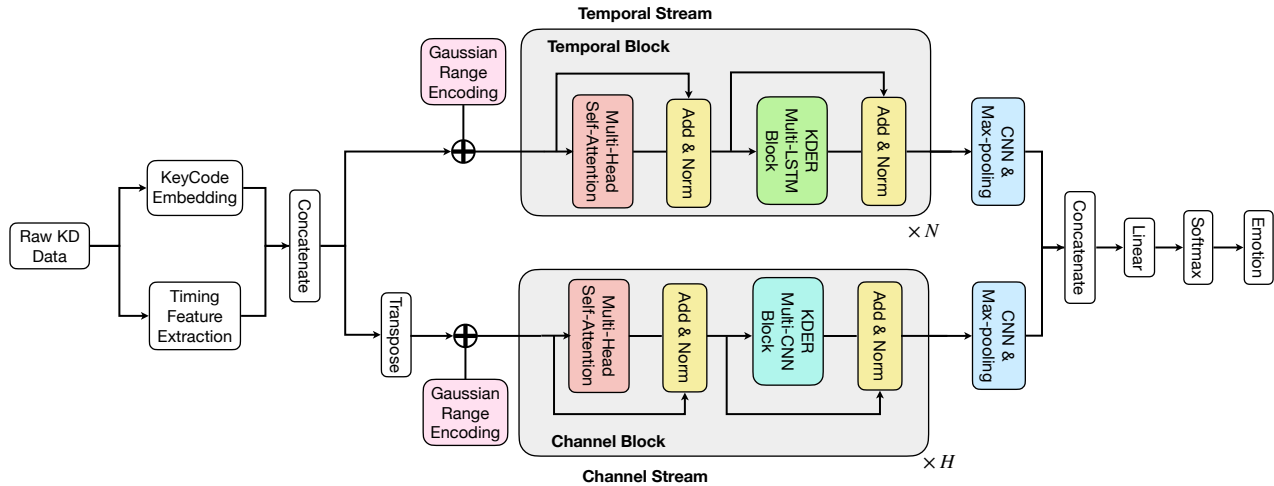 Temporal Stream
Temporal Block
Gaussian
Range
Encoding
Multi-Head
Self-Attention
Add & Norm
KDER
Multi-LSTM
Block
Add & Norm
CNN &
Max-pooling
× N
KeyCode
Embedding
Raw KD
Data
Timing
Feature
Extraction
Concatenate
Transpose
Gaussian
Range
Encoding
Multi-Head
Self-Attention
Add & Norm
KDER
Multi-CNN
Block
Add & Norm
CNN &
Max-pooling
Channel Block
× H
Channel Stream
Concatenate
Linear
Softmax
Emotion